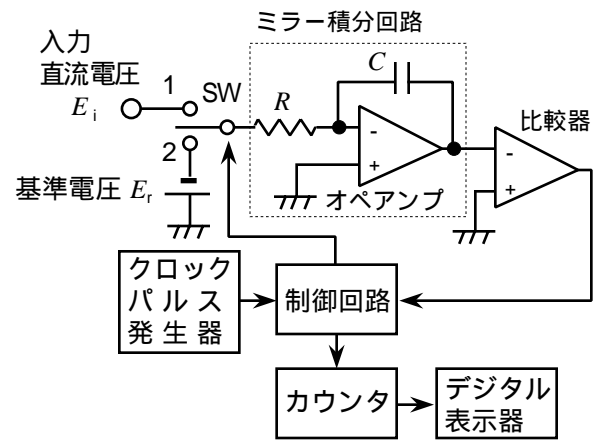 ミラー積分回路
入力
直流電圧
E i
1
SW
2
基準電圧 Er
R
C
-
+
オペアンプ
比較器
-
+
クロック
パルス
発生器
制御回路
カウンタ
デジタル
表示器